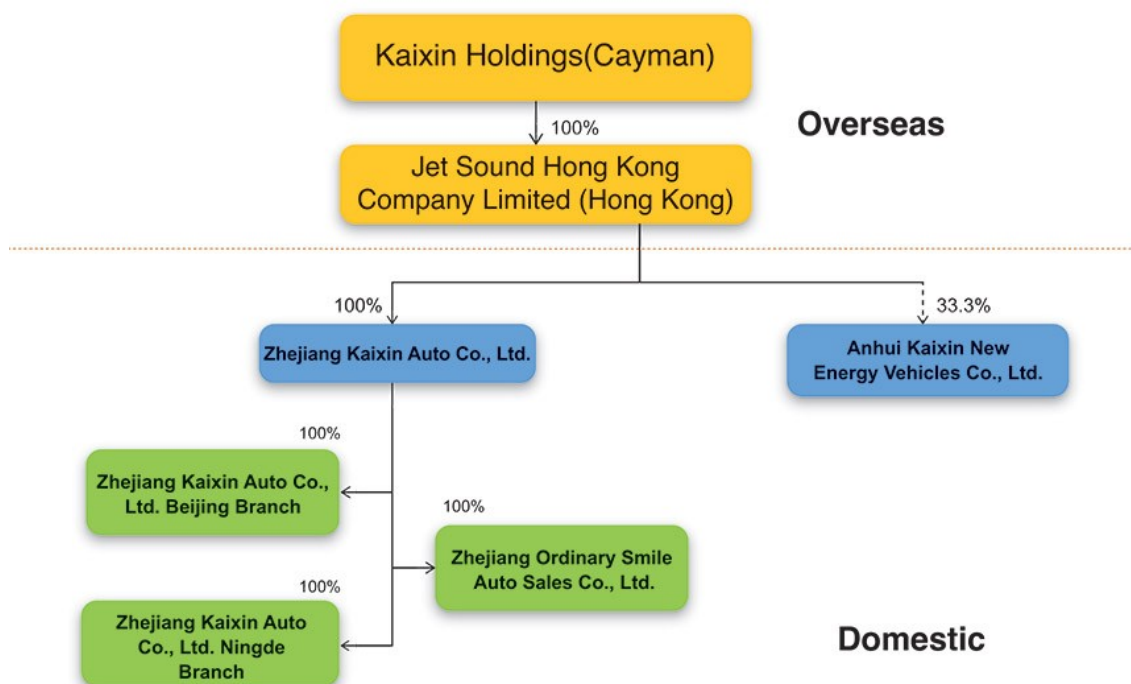 Kaixin Holdings(Cayman)
100%
Overseas
Jet Sound Hong Kong
Company Limited (Hong Kong)
100%
33.3%
Zhejiang Kaixin Auto Co., Ltd.
Anhui Kaixin New
Energy Vehicles Co., Ltd.
100%
Zhejiang Kaixin Auto Co.,
Ltd. Beijing Branch
100%
Zhejiang Ordinary Smile
Auto Sales Co., Ltd.
100%
Zhejiang Kaixin Auto
Co., Ltd. Ningde
Branch
Domestic